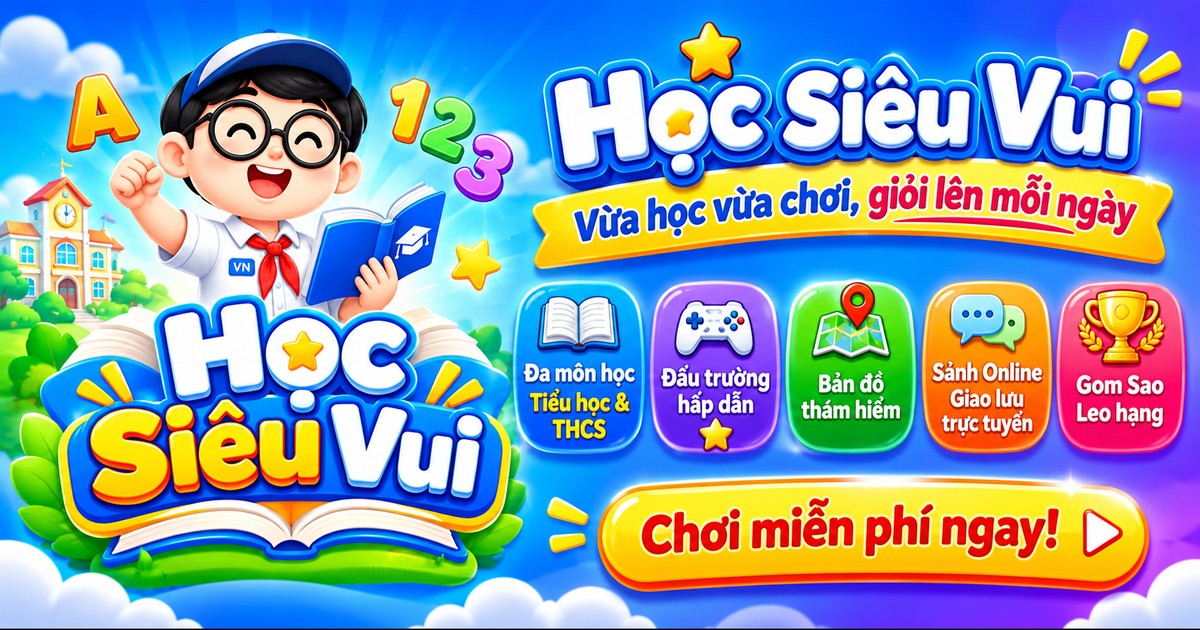 A
123
VN
Học
Siêu Vui
Học Siêu Vui
Vừa học vừa chơi, giỏi lên mỗi ngày
Đa môn học
Tiểu học &
THCS
Đấu trường
hấp dẫn
Bản đồ
thám hiểm
Sảnh Online
Giao lưu
trực tuyến
Gom Sao
Leo hạng
Chơi miễn phí ngay!